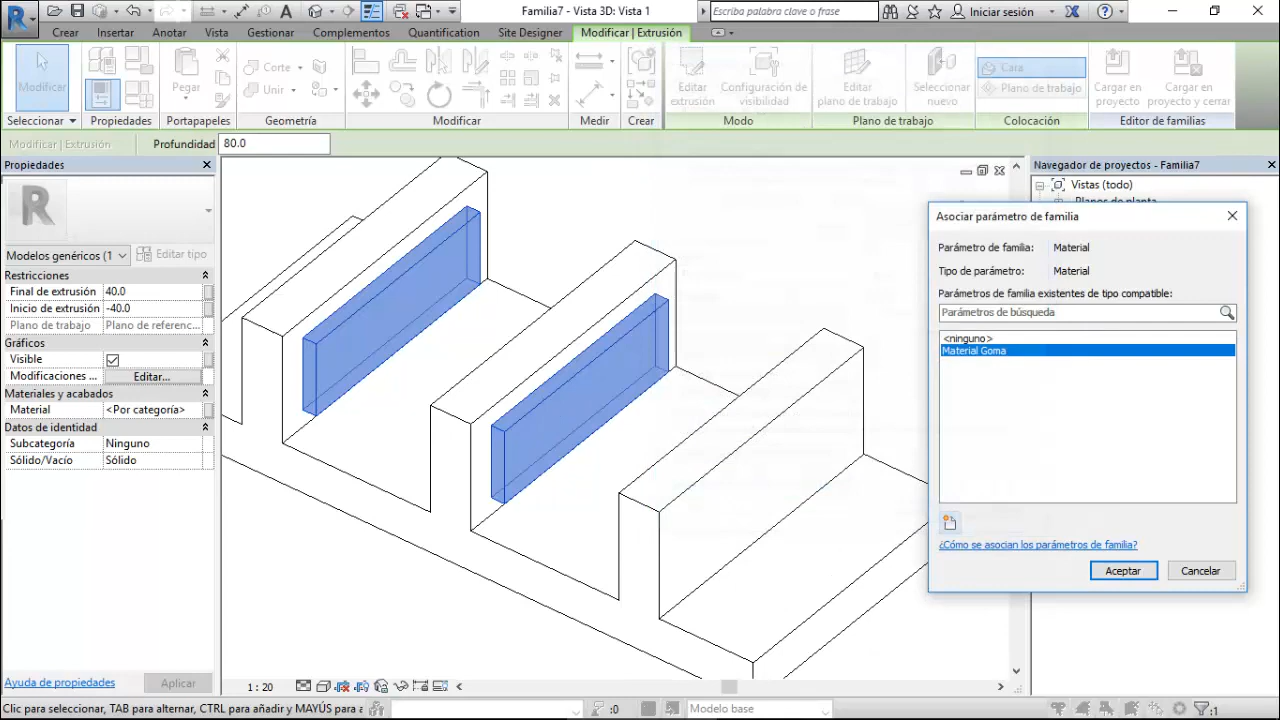 Familia7 - Vista 3D: Vista 1
Escriba palabra clave o frase
Iniciar sesión
Crear
Insertar
Anotar
Vista
Gestionar
Complementos
Quantification
Site Designer
Modificar | Extrusión
Modificar
Pegar
Corte
Unir
Editar
extrusión
Configuración de
visibilidad
Editar
plano de trabajo
Seleccionar
nuevo
Cara
Plano de trabajo
Cargar en
proyecto
Cargar en
proyecto y cerrar
Seleccionar
Propiedades
Portapapeles
Geometría
Modificar
Medir
Crear
Modo
Plano de trabajo
Colocación
Editor de familias
Modificar | Extrusión
Profundidad 80.0
Propiedades
Modelos genéricos (1
Editar tipo
Restricciones
Final de extrusión 40.0
Inicio de extrusión -40.0
Plano de trabajo Plano de referenc...
Gráficos
Visible
Modificaciones ... Editar...
Materiales y acabados
Material <Por categoría>
Datos de identidad
Subcategoría Ninguno
Sólido/Vacío Sólido
Ayuda de propiedades
Aplicar
Navegador de proyectos - Familia7
Vistas (todo)
Planos de planta
Asociar parámetro de familia
Parámetro de familia: Material
Tipo de parámetro: Material
Parámetros de familia existentes de tipo compatible:
Parámetros de búsqueda
<ninguno>
Material Goma
¿Cómo se asocian los parámetros de familia?
Aceptar
Cancelar
1 : 20
Clic para seleccionar, TAB para alternar, CTRL para añadir y MAYÚS para a
:0
Modelo base
:1